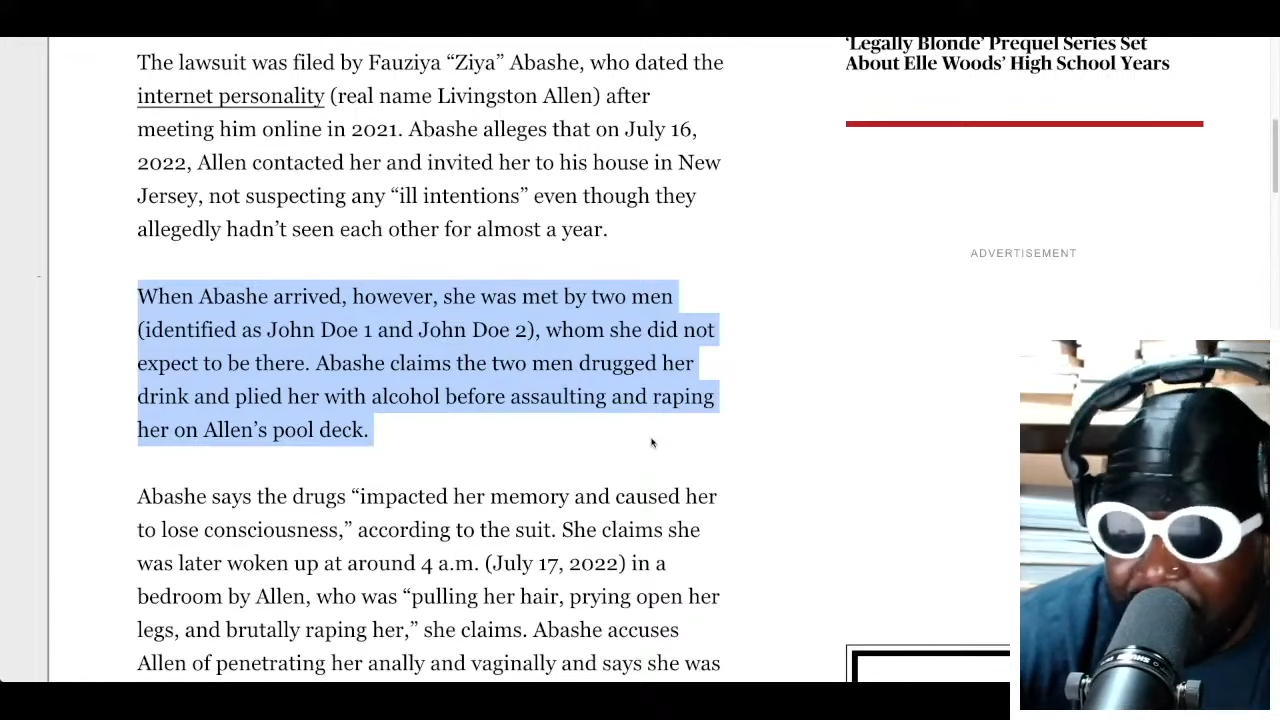 The lawsuit was filed by Fauziya “Ziya” Abashe, who dated the
internet personality (real name Livingston Allen) after
meeting him online in 2021. Abashe alleges that on July 16,
2022, Allen contacted her and invited her to his house in New
Jersey, not suspecting any “ill intentions” even though they
allegedly hadn’t seen each other for almost a year.
When Abashe arrived, however, she was met by two men
(identified as John Doe 1 and John Doe 2), whom she did not
expect to be there. Abashe claims the two men drugged her
drink and plied her with alcohol before assaulting and raping
her on Allen’s pool deck.
Abashe says the drugs “impacted her memory and caused her
to lose consciousness,” according to the suit. She claims she
was later woken up at around 4 a.m. (July 17, 2022) in a
bedroom by Allen, who was “pulling her hair, prying open her
legs, and brutally raping her,” she claims. Abashe accuses
Allen of penetrating her anally and vaginally and says she was
‘Legally Blonde’ Prequel Series Set
About Elle Woods’ High School Years
ADVERTISEMENT